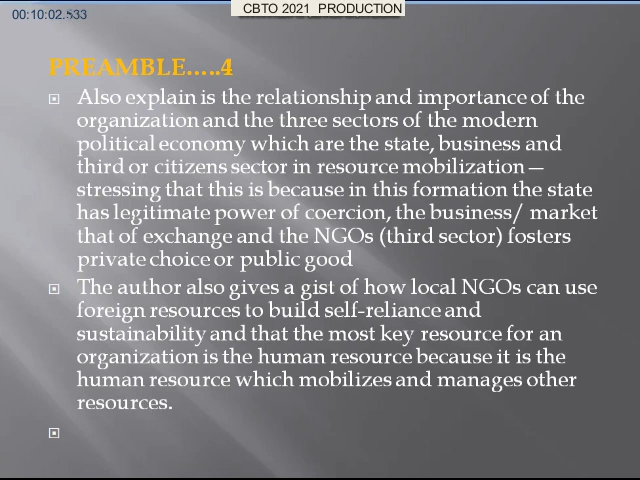 CBTO 2021 PRODUCTION
00:10:02.533
PREAMBLE…..4
Also explain is the relationship and importance of the
organization and the three sectors of the modern
political economy which are the state, business and
third or citizens sector in resource mobilization—
stressing that this is because in this formation the state
has legitimate power of coercion, the business/ market
that of exchange and the NGOs (third sector) fosters
private choice or public good
The author also gives a gist of how local NGOs can use
foreign resources to build self-reliance and
sustainability and that the most key resource for an
organization is the human resource because it is the
human resource which mobilizes and manages other
resources.